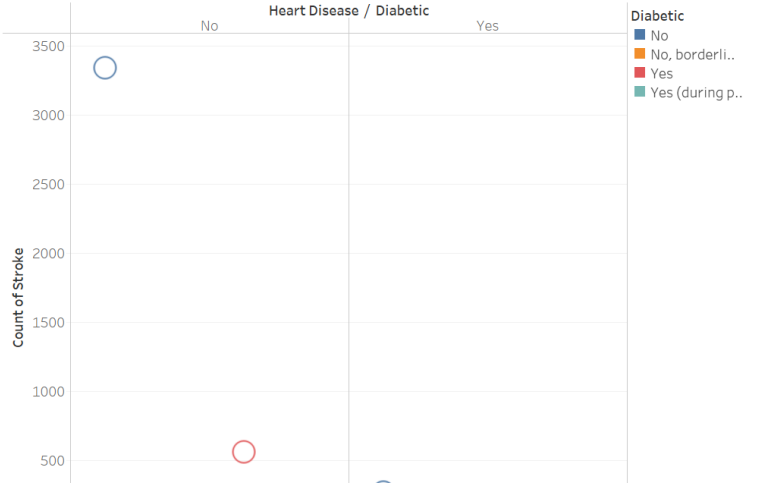 Heart Disease / Diabetic
No
Yes
3500
3000
2500
2000
1500
1000
500
Count of Stroke
Diabetic
No
No, borderli..
Yes
Yes (during p..